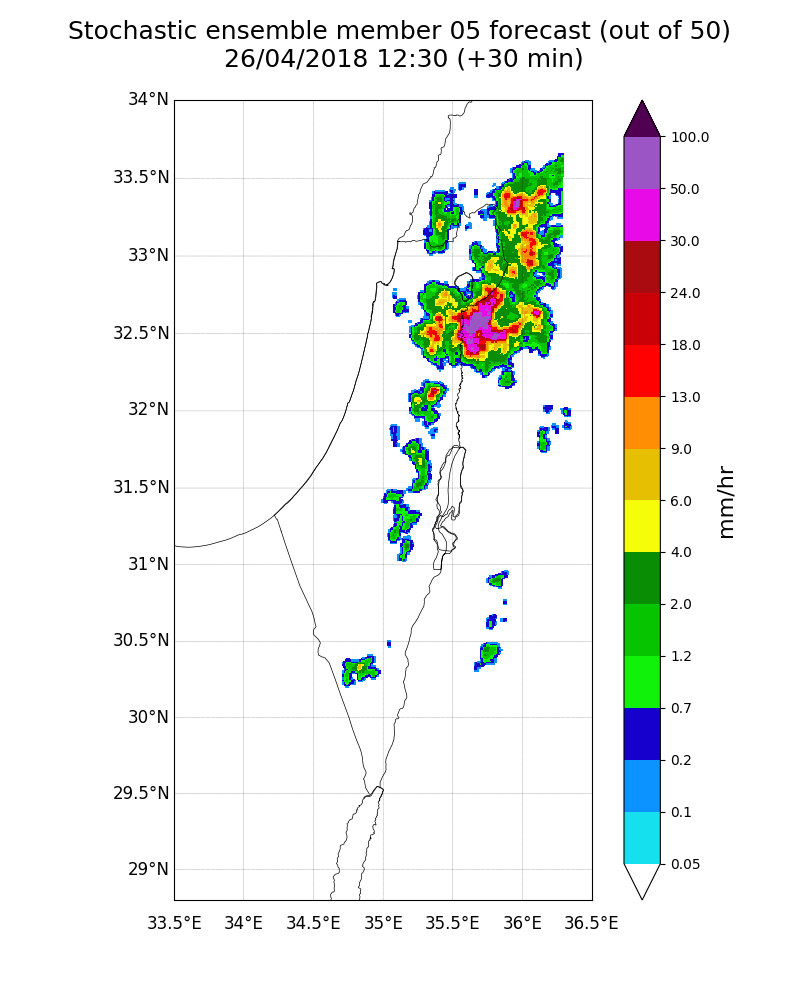 Stochastic ensemble member 05 forecast (out of 50)
26/04/2018 12:30 (+30 min)
34°N
33.5°N
33°N
32.5°N
32°N
31.5°N
31°N
30.5°N
30°N
29.5°N
29°N
33.5°E 34°E 34.5°E 35°E 35.5°E 36°E 36.5°E
100.0
50.0
30.0
24.0
18.0
13.0
9.0
6.0
4.0
2.0
1.2
0.7
0.2
0.1
0.05
mm/hr